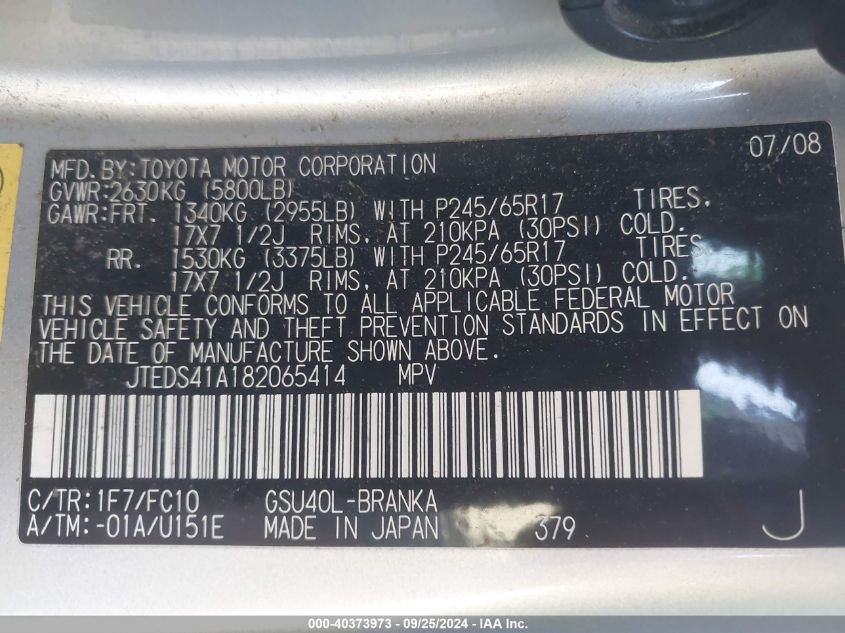 07/08
MFD.BY:TOYOTA MOTOR CORPORATION
GVWR:2630KG (5800LB)
GAWR:FRT. 1340KG (2955LB) WITH P245/65R17 TIRES,
17X7 1/2J RIMS, AT 210KPA (30PSI) COLD.
RR. 1530KG (3375LB) WITH P245/65R17 TIRES,
17X7 1/2J RIMS, AT 210KPA (30PSI) COLD.
THIS VEHICLE CONFORMS TO ALL APPLICABLE FEDERAL MOTOR
VEHICLE SAFETY AND THEFT PREVENTION STANDARDS IN EFFECT ON
THE DATE OF MANUFACTURE SHOWN ABOVE.
JTEDS41A182065414 MPV
C/TR:1F7/FC10 GSU40L-BRANKA
A/TM:-01A/U151E MADE IN JAPAN 379 J
000-40373973 - 09/25/2024 - IAA Inc.